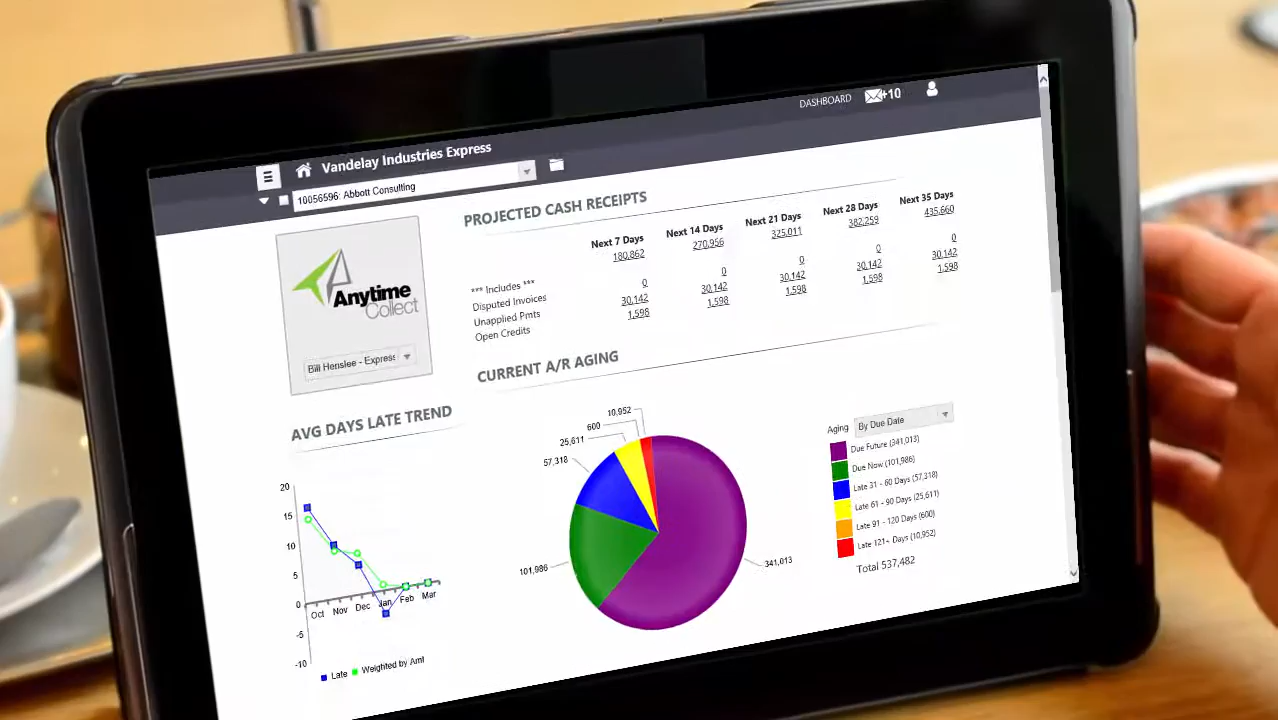 DASHBOARD +10
Vandelay Industries Express
10056596: Abbott Consulting
Anytime
Collect
Bill Henslee - Express
PROJECTED CASH RECEIPTS
Next 7 Days Next 14 Days Next 21 Days Next 28 Days Next 35 Days
180,862 270,956 325,011 382,259 435,660
*** Includes ***
Disputed Invoices 0 0 0 0 0
Unapplied Pmts 30,142 30,142 30,142 30,142 30,142
Open Credits 1,598 1,598 1,598 1,598 1,598
AVG DAYS LATE TREND
20
15
10
5
0
-5
-10
Oct Nov Dec Jan Feb Mar
Late Weighted by Amt
CURRENT A/R AGING
10,952
600
25,611
57,318
101,986
341,013
Aging By Due Date
Due Future (341,013)
Due Now (101,986)
Late 31 - 60 Days (57,318)
Late 61 - 90 Days (25,611)
Late 91 - 120 Days (600)
Late 121+ Days (10,952)
Total 537,482